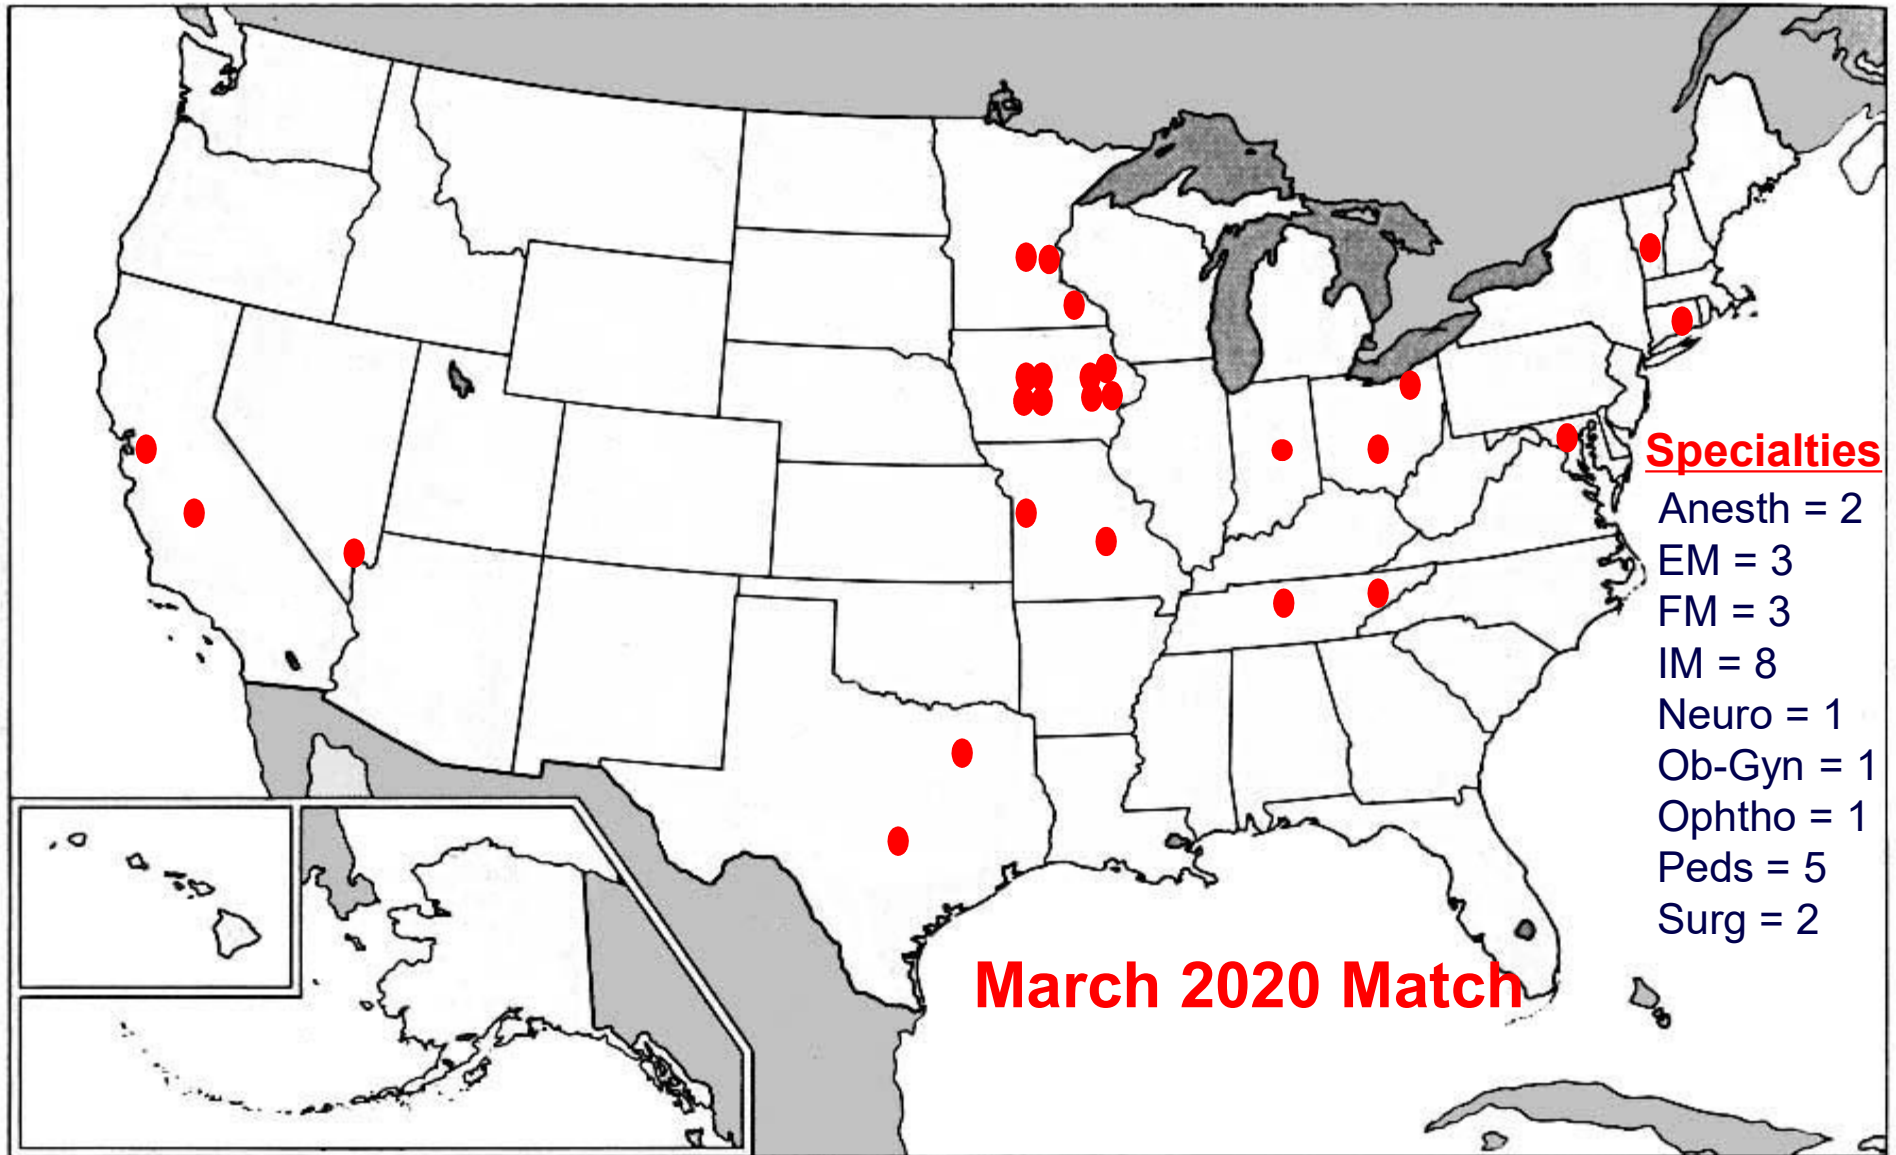 Specialties
Anesth = 2
EM = 3
FM = 3
IM = 8
Neuro = 1
Ob-Gyn = 1
Ophtho = 1
Peds = 5
Surg = 2
March 2020 Match